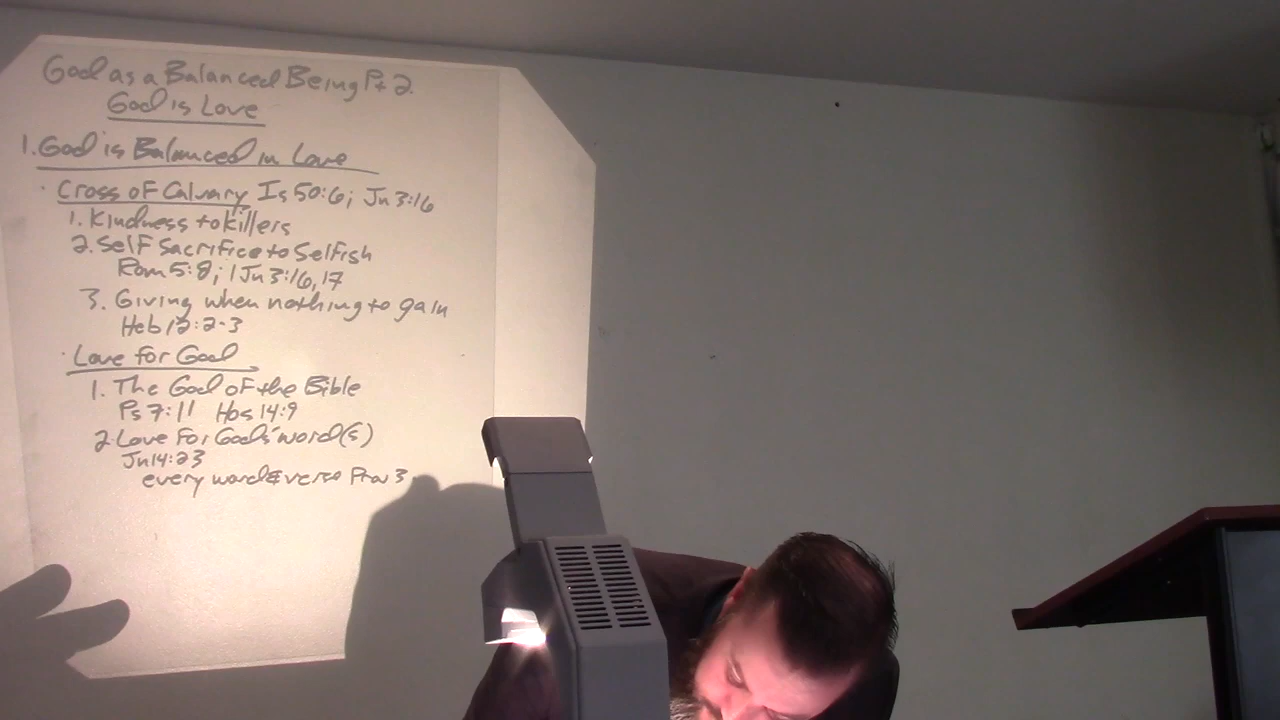 God as a Balanced Being Pt 2.
God is Love
1. God is Balanced in Love
· Cross of Calvary Is 50:6; Jn 3:16
1. Kindness to killers
2. Self Sacrifice to Selfish
Rom 5:8; 1 Jn 3:16,17
3. Giving when nothing to gain
Heb 12:2-3
· Love for God
1. The God of the Bible
Ps 7:11 Hos 14:9
2. Love for God's word(s)
Jn 14:23
every word & verse Prov 3